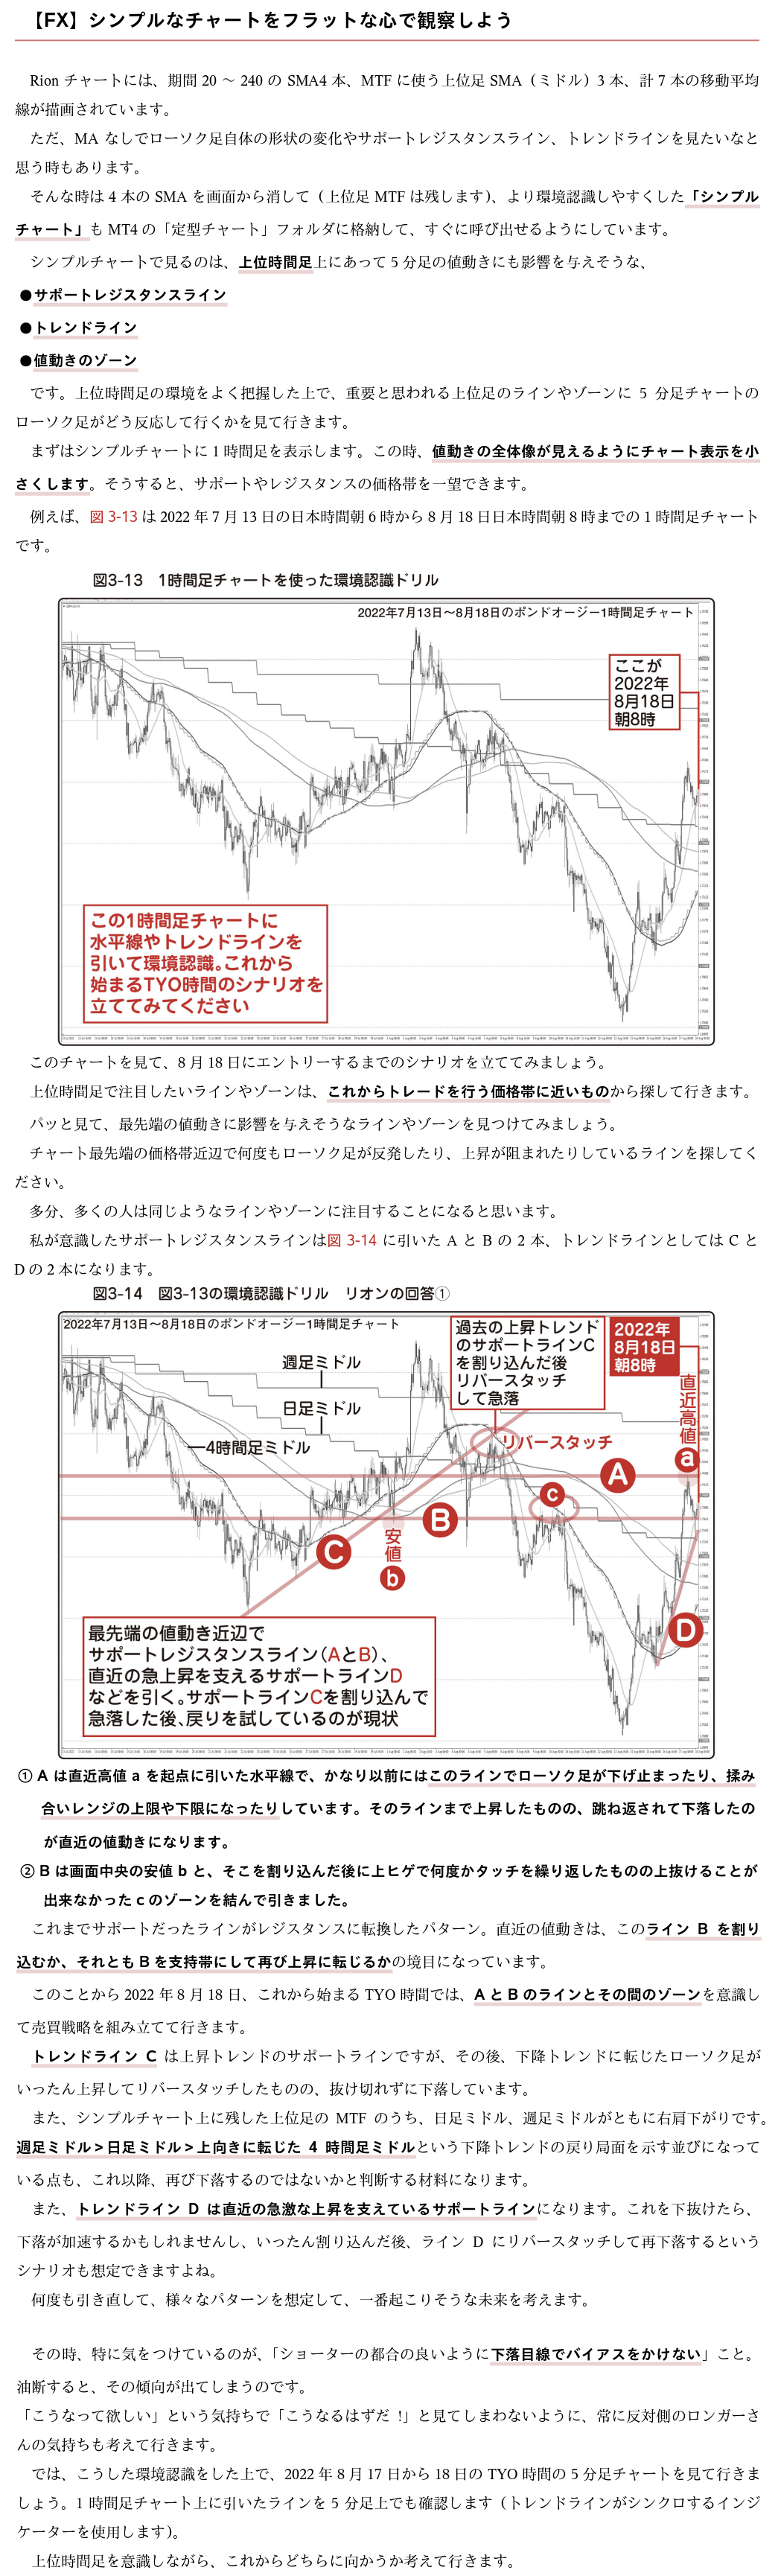 【FX】シンプルなチャートをフラットな心で観察しよう
Rion チャートには、期間 20 ～ 240 の SMA4 本、MTF に使う上位足 SMA（ミドル）3 本、計 7 本の移動平均
線が描画されています。
ただ、MA なしでローソク足自体の形状の変化やサポートレジスタンスライン、トレンドラインを見たいなと
思う時もあります。
そんな時は 4 本の SMA を画面から消して（上位足 MTF は残します）、より環境認識しやすくした「シンプル
チャート」も MT4 の「定型チャート」フォルダに格納して、すぐに呼び出せるようにしています。
シンプルチャートで見るのは、上位時間足上にあって 5 分足の値動きにも影響を与えそうな、
●サポートレジスタンスライン
●トレンドライン
●値動きのゾーン
です。上位時間足の環境をよく把握した上で、重要と思われる上位足のラインやゾーンに 5 分足チャートの
ローソク足がどう反応して行くかを見て行きます。
まずはシンプルチャートに 1 時間足を表示します。この時、値動きの全体像が見えるようにチャート表示を小
さくします。そうすると、サポートやレジスタンスの価格帯を一望できます。
例えば、図 3-13 は 2022 年 7 月 13 日の日本時間朝 6 時から 8 月 18 日日本時間朝 8 時までの 1 時間足チャート
です。
図3-13　1時間足チャートを使った環境認識ドリル
2022年7月13日～8月18日のポンドオージー1時間足チャート
ここが
2022年
8月18日
朝8時
この1時間足チャートに
水平線やトレンドラインを
引いて環境認識。これから
始まるTYO時間のシナリオを
立ててみてください
このチャートを見て、8 月 18 日にエントリーするまでのシナリオを立ててみましょう。
上位時間足で注目したいラインやゾーンは、これからトレードを行う価格帯に近いものから探して行きます。
パッと見て、最先端の値動きに影響を与えそうなラインやゾーンを見つけてみましょう。
チャート最先端の価格帯近辺で何度もローソク足が反発したり、上昇が阻まれたりしているラインを探してく
ださい。
多分、多くの人は同じようなラインやゾーンに注目することになると思います。
私が意識したサポートレジスタンスラインは図 3-14 に引いた A と B の 2 本、トレンドラインとしては C と
D の 2 本になります。
図3-14　図3-13の環境認識ドリル　リオンの回答①
2022年7月13日～8月18日のポンドオージー1時間足チャート
過去の上昇トレンド
のサポートラインC
を割り込んだ後
リバースタッチ
して急落
2022年
8月18日
朝8時
週足ミドル
日足ミドル
4時間足ミドル
リバースタッチ
直近高値
a
A
c
B
C
安値
b
D
最先端の値動き近辺で
サポートレジスタンスライン（AとB）、
直近の急上昇を支えるサポートラインD
などを引く。サポートラインCを割り込んで
急落した後、戻りを試しているのが現状
① A は直近高値 a を起点に引いた水平線で、かなり以前にはこのラインでローソク足が下げ止まったり、揉み
合いレンジの上限や下限になったりしています。そのラインまで上昇したものの、跳ね返されて下落したの
が直近の値動きになります。
② B は画面中央の安値 b と、そこを割り込んだ後に上ヒゲで何度かタッチを繰り返したものの上抜けることが
出来なかった c のゾーンを結んで引きました。
これまでサポートだったラインがレジスタンスに転換したパターン。直近の値動きは、このライン B を割り
込むか、それとも B を支持帯にして再び上昇に転じるかの境目になっています。
このことから 2022 年 8 月 18 日、これから始まる TYO 時間では、A と B のラインとその間のゾーンを意識し
て売買戦略を組み立てて行きます。
トレンドライン C は上昇トレンドのサポートラインですが、その後、下降トレンドに転じたローソク足が
いったん上昇してリバースタッチしたものの、抜け切れずに下落しています。
また、シンプルチャート上に残した上位足の MTF のうち、日足ミドル、週足ミドルがともに右肩下がりです。
週足ミドル＞日足ミドル＞上向きに転じた 4 時間足ミドルという下降トレンドの戻り局面を示す並びになって
いる点も、これ以降、再び下落するのではないかと判断する材料になります。
また、トレンドライン D は直近の急激な上昇を支えているサポートラインになります。これを下抜けたら、
下落が加速するかもしれませんし、いったん割り込んだ後、ライン D にリバースタッチして再下落するという
シナリオも想定できますよね。
何度も引き直して、様々なパターンを想定して、一番起こりそうな未来を考えます。
その時、特に気をつけているのが、「ショーターの都合の良いように下落目線でバイアスをかけない」こと。
油断すると、その傾向が出てしまうのです。
「こうなって欲しい」という気持ちで「こうなるはずだ！」と見てしまわないように、常に反対側のロンガーさ
んの気持ちも考えて行きます。
では、こうした環境認識をした上で、2022 年 8 月 17 日から 18 日の TYO 時間の 5 分足チャートを見て行きま
しょう。1 時間足チャート上に引いたラインを 5 分足上でも確認します（トレンドラインがシンクロするインジ
ケーターを使用します）。
上位時間足を意識しながら、これからどちらに向かうか考えて行きます。